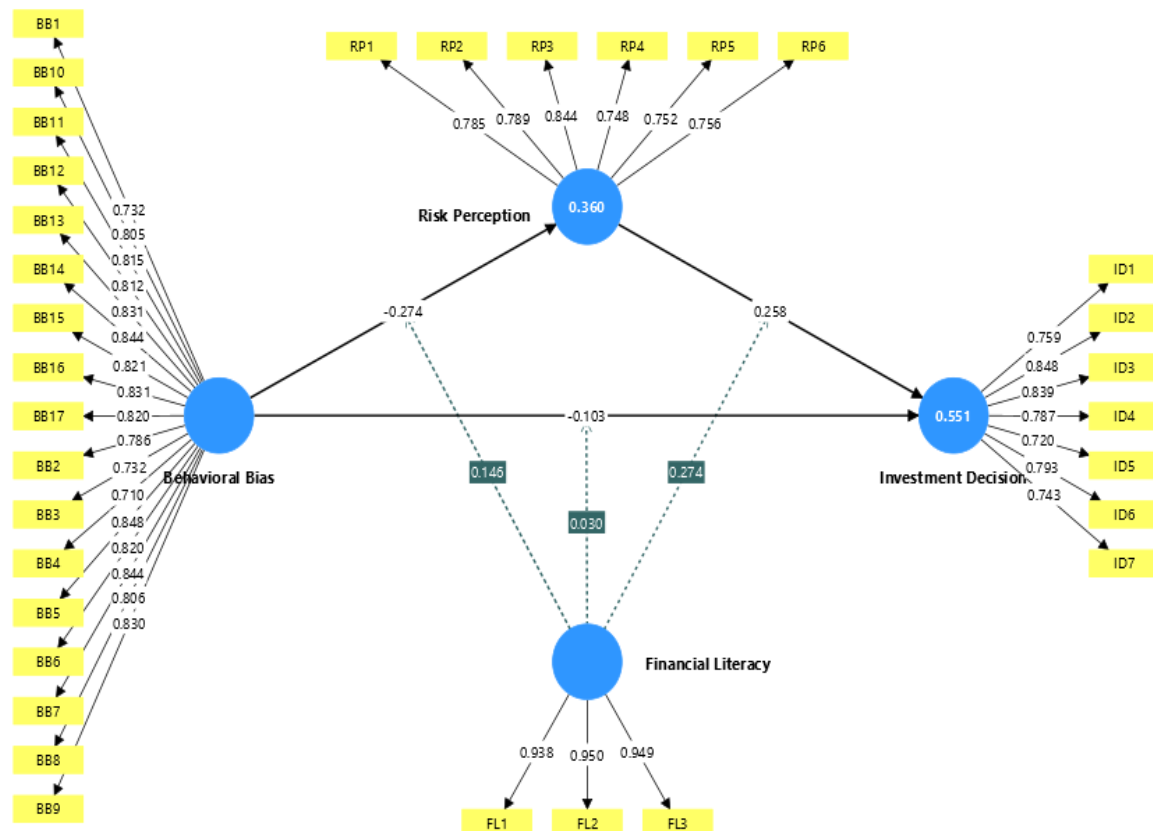 BB1
BB10
BB11
BB12
BB13
BB14
BB15
BB16
BB17
BB2
BB3
BB4
BB5
BB6
BB7
BB8
BB9
0.732
0.805
0.815
0.812
0.831
0.844
0.821
0.831
0.820
0.786
0.732
0.710
0.848
0.820
0.844
0.806
0.830
Behavioral Bias
RP1
RP2
RP3
RP4
RP5
RP6
0.785
0.789
0.844
0.748
0.752
0.756
0.360
Risk Perception
-0.274
0.258
-0.103
0.146
0.030
0.274
0.551
Investment Decision
0.759
0.848
0.839
0.787
0.720
0.793
0.743
ID1
ID2
ID3
ID4
ID5
ID6
ID7
Financial Literacy
0.938
0.950
0.949
FL1
FL2
FL3